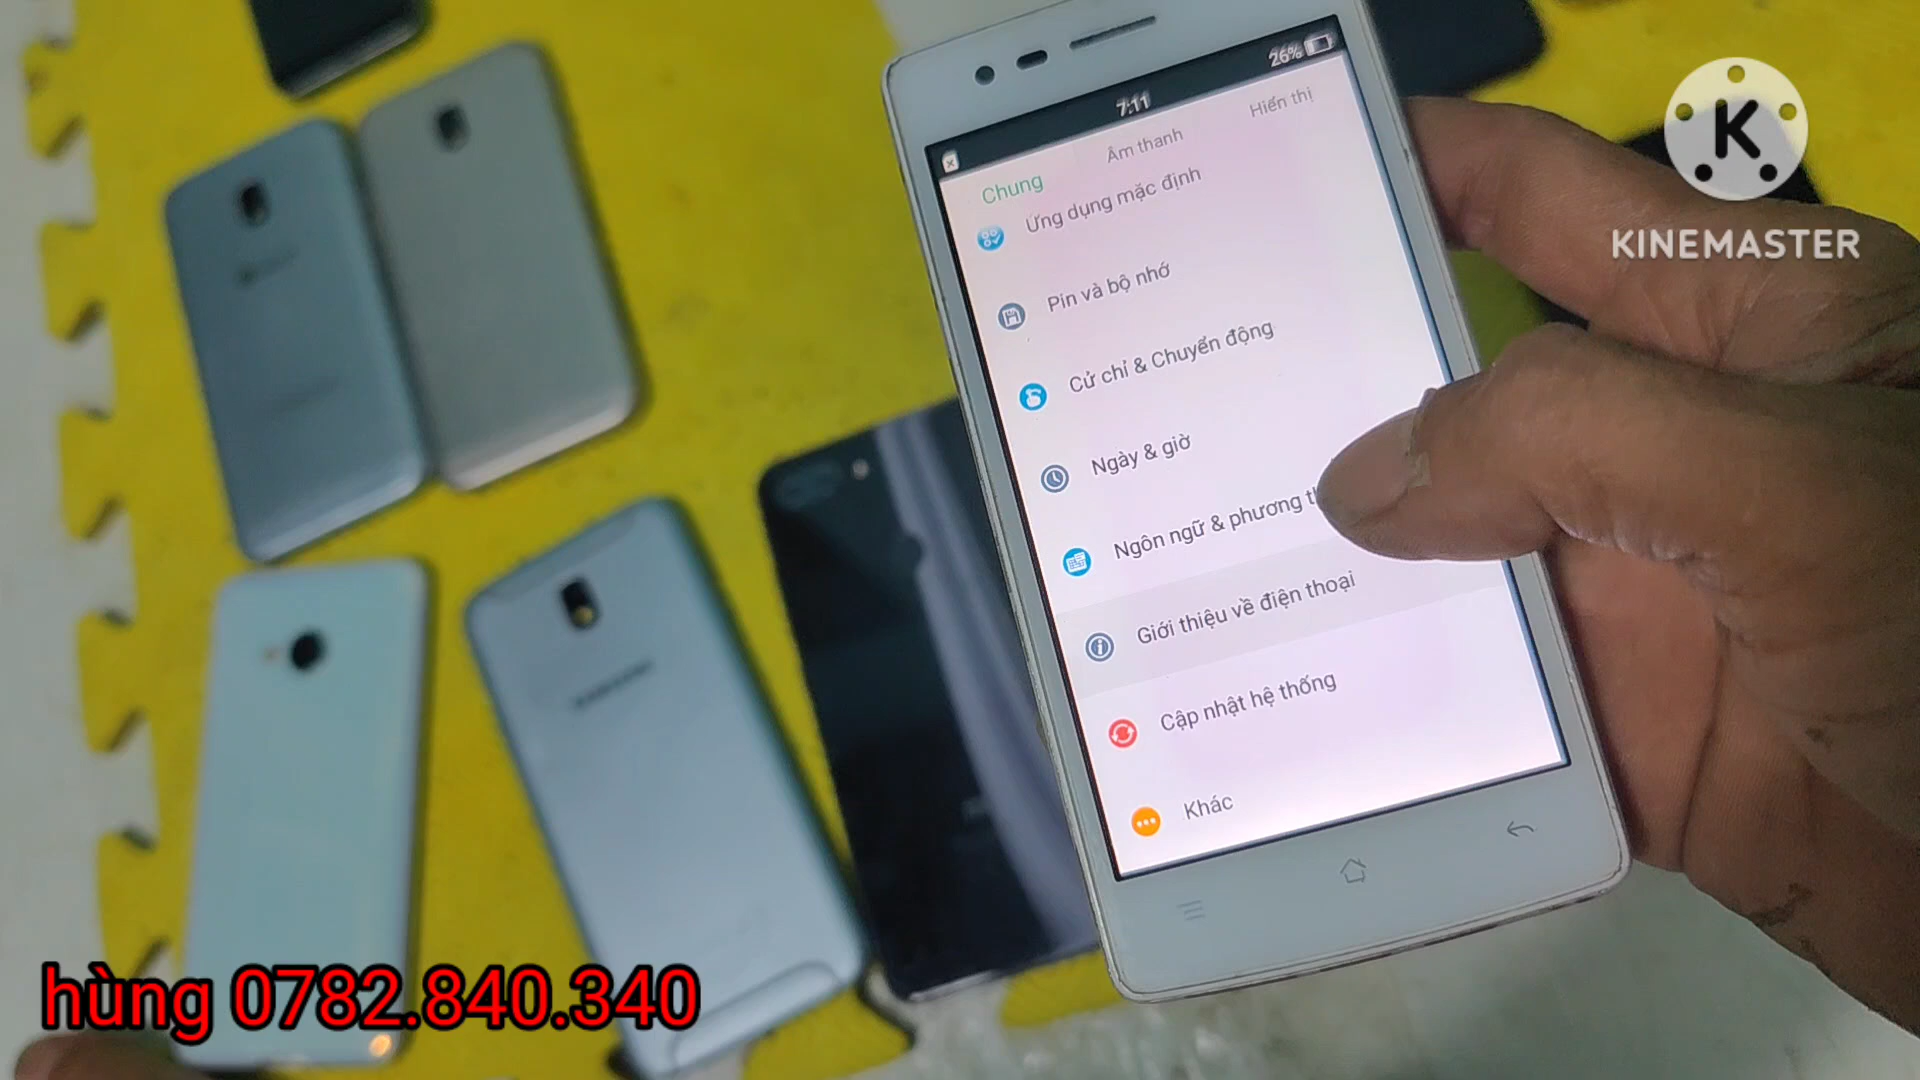 26%
7:11
Hiển thị
Âm thanh
Chung
Ứng dụng mặc định
Pin và bộ nhớ
Cử chỉ & Chuyển động
Ngày & giờ
Ngôn ngữ & phương
Giới thiệu về điện thoại
Cập nhật hệ thống
Khác
K
KINEMASTER
SAMSUNG
hùng 0782.840.340